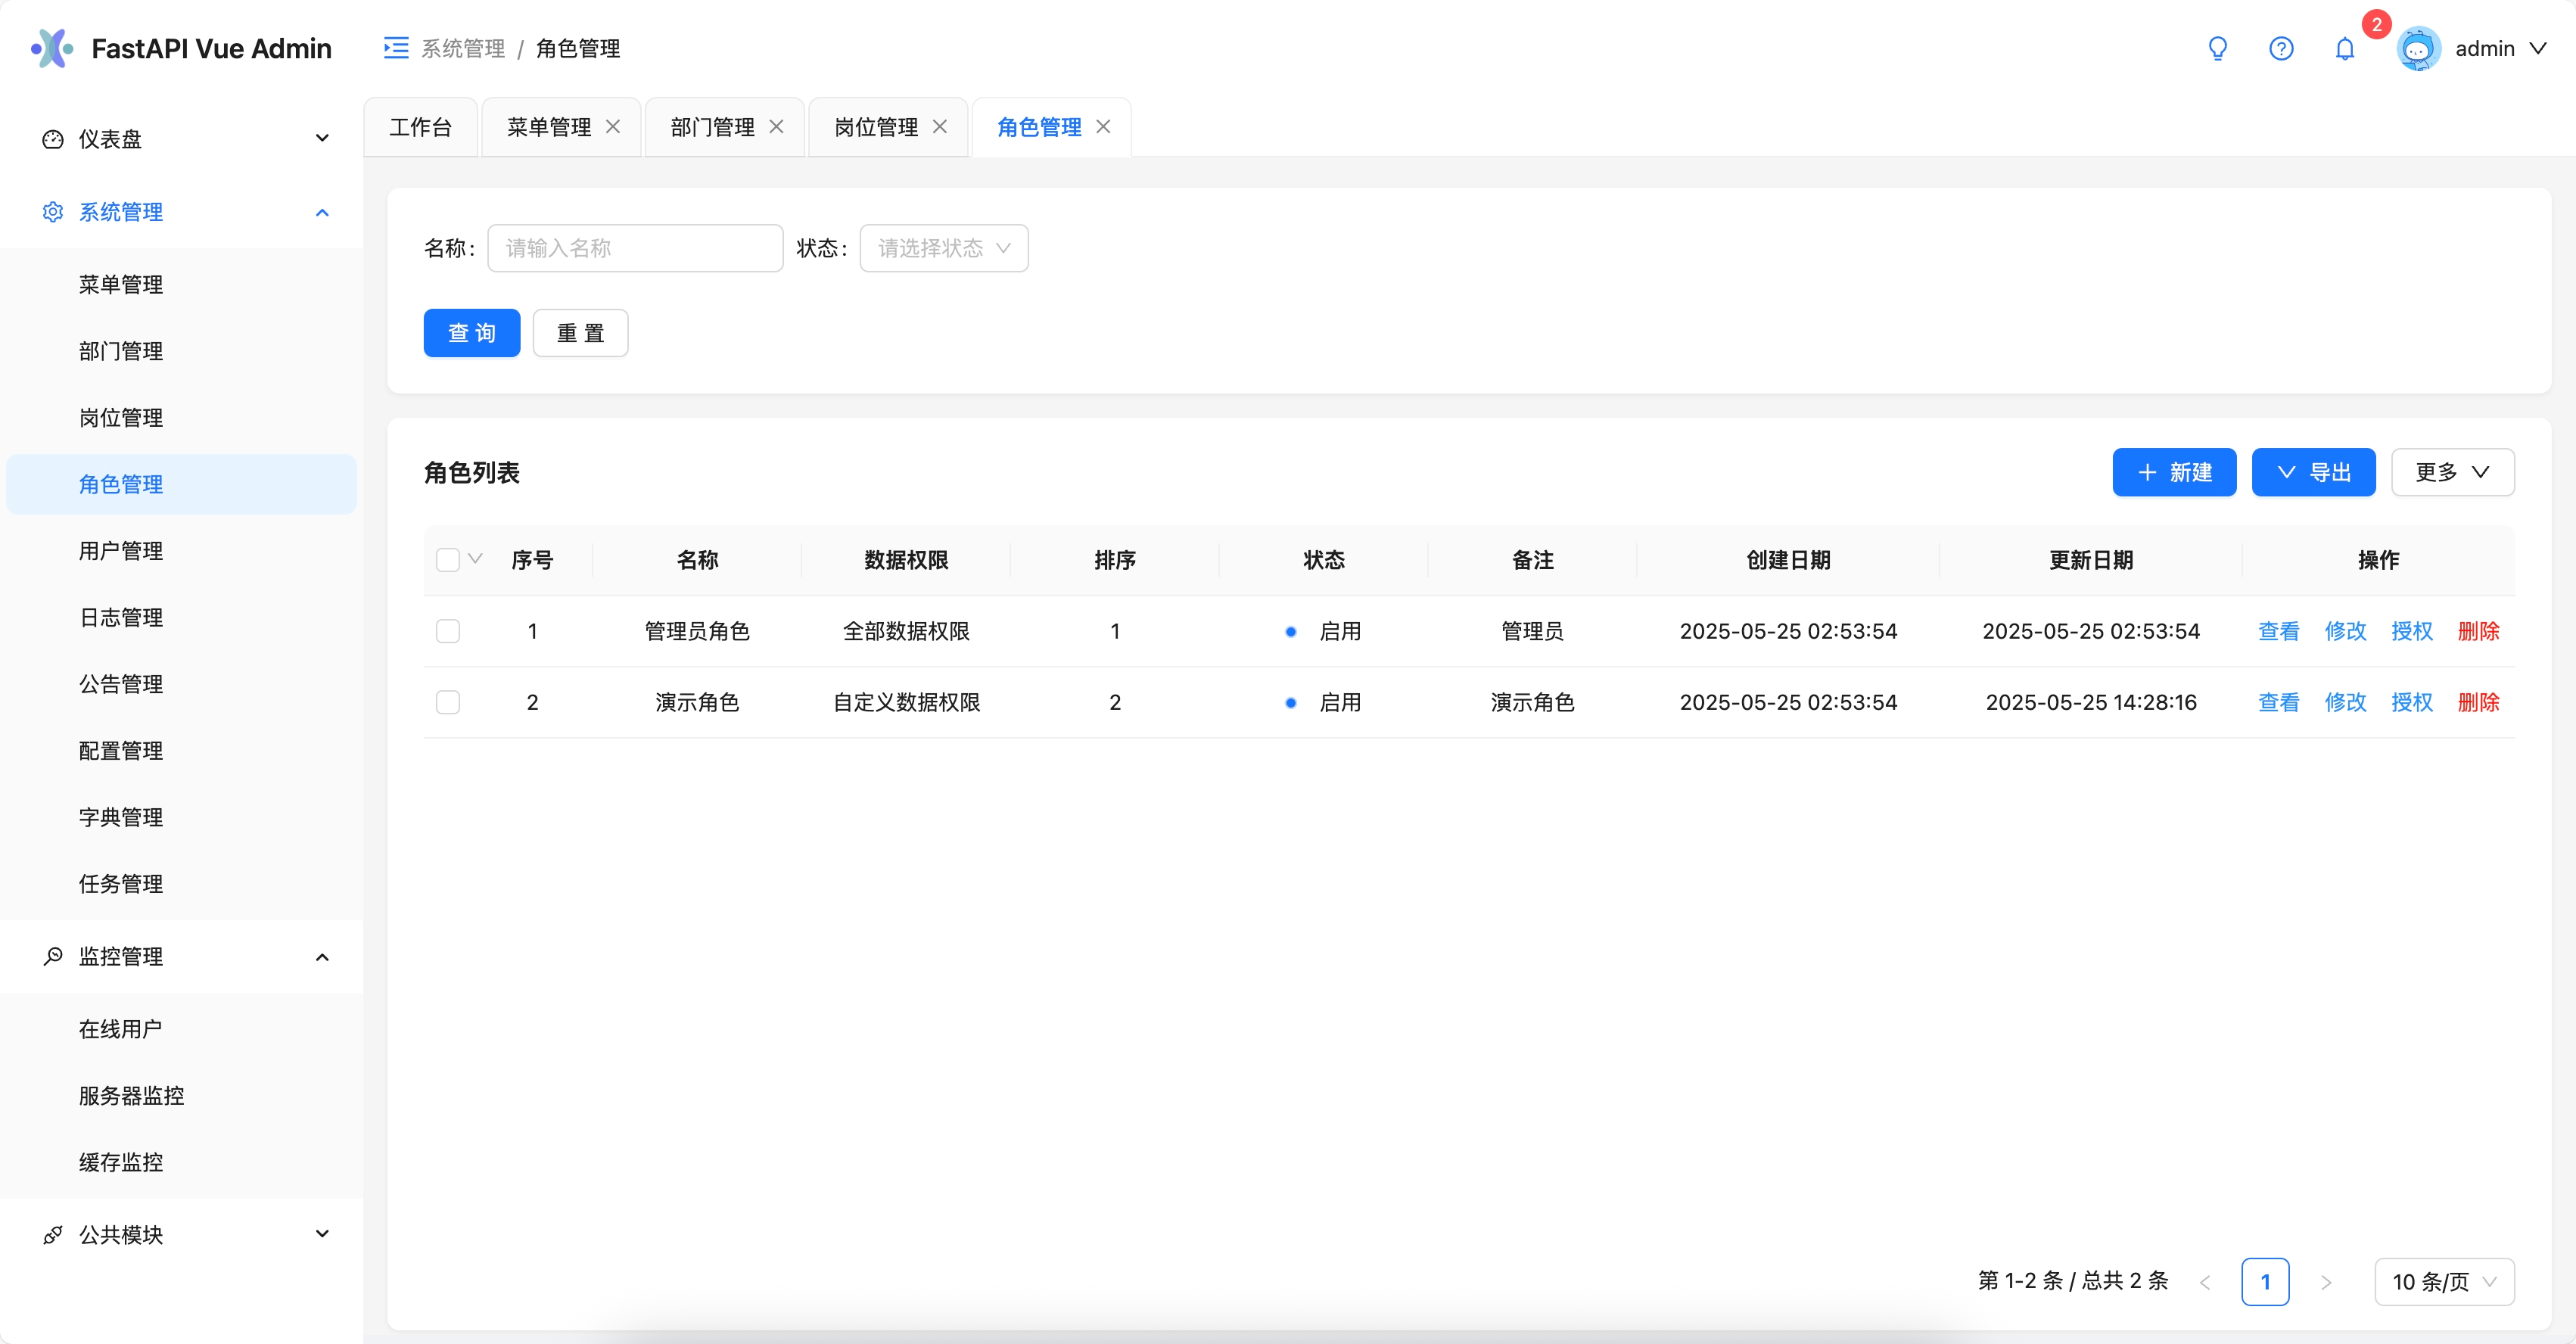 FastAPI Vue Admin
系统管理 / 角色管理
2
admin
工作台
菜单管理
部门管理
岗位管理
角色管理
仪表盘
系统管理
菜单管理
部门管理
岗位管理
角色管理
用户管理
日志管理
公告管理
配置管理
字典管理
任务管理
监控管理
在线用户
服务器监控
缓存监控
公共模块
名称: 请输入名称 状态: 请选择状态
查询 重置
角色列表 新建 导出 更多
序号 名称 数据权限 排序 状态 备注 创建日期 更新日期 操作
1 管理员角色 全部数据权限 1 启用 管理员 2025-05-25 02:53:54 2025-05-25 02:53:54 查看 修改 授权 删除
2 演示角色 自定义数据权限 2 启用 演示角色 2025-05-25 02:53:54 2025-05-25 14:28:16 查看 修改 授权 删除
第 1-2 条 / 总共 2 条 < 1 > 10 条/页